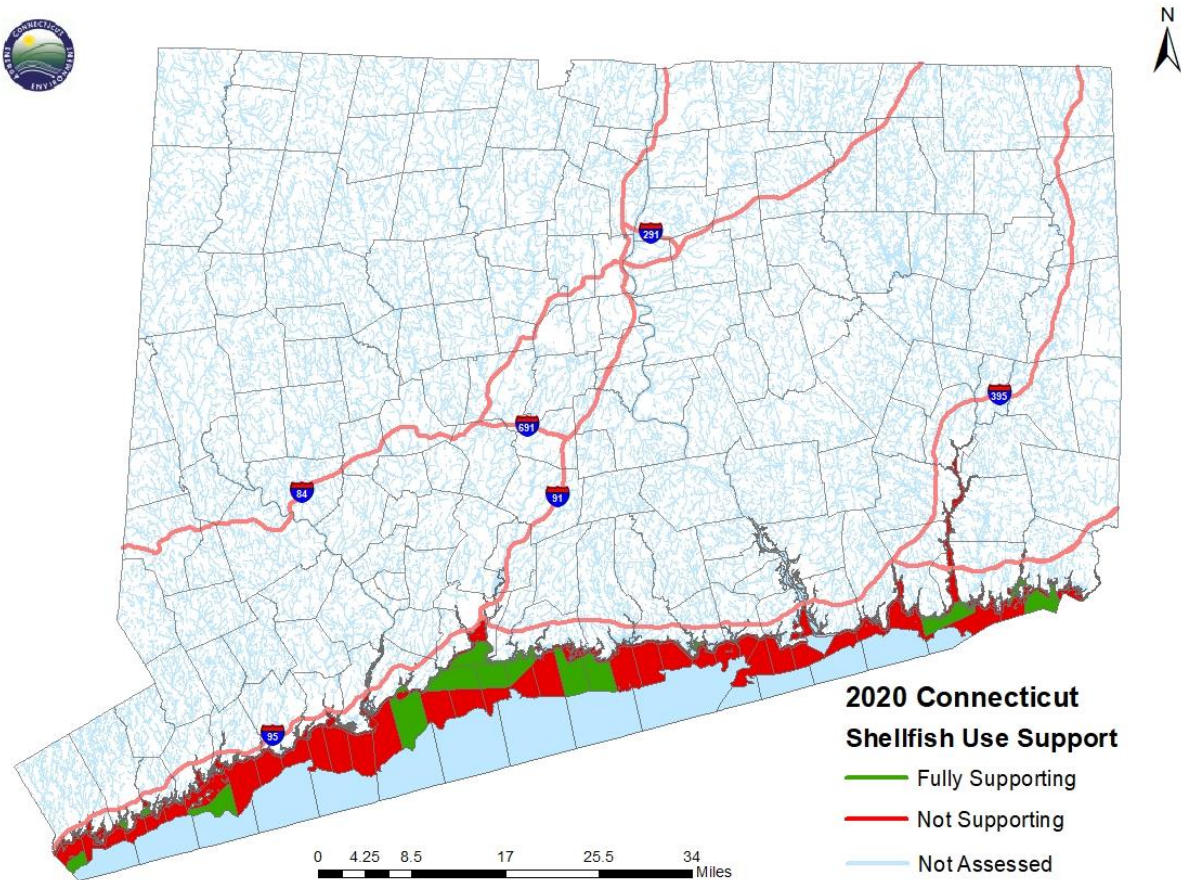 CONNECTICUT
N
291
395
691
84
91
95
2020 Connecticut
Shellfish Use Support
Fully Supporting
Not Supporting
Not Assessed
0 4.25 8.5 17 25.5 34
Miles